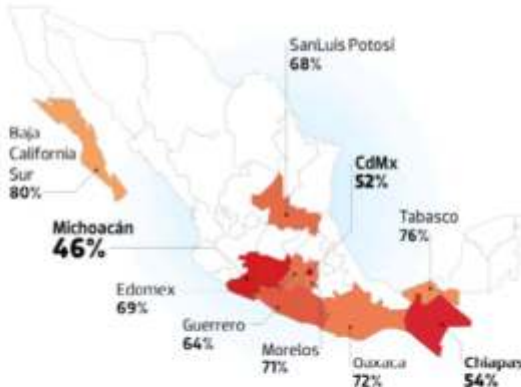 SanLuis Potosí
68%
Baja
California
Sur
80%
CdMx
52%
Tabasco
76%
Michoacán
46%
Edomex
69%
Guerrero
64%
Morelos
71%
Oaxaca
72%
Chiapas
54%